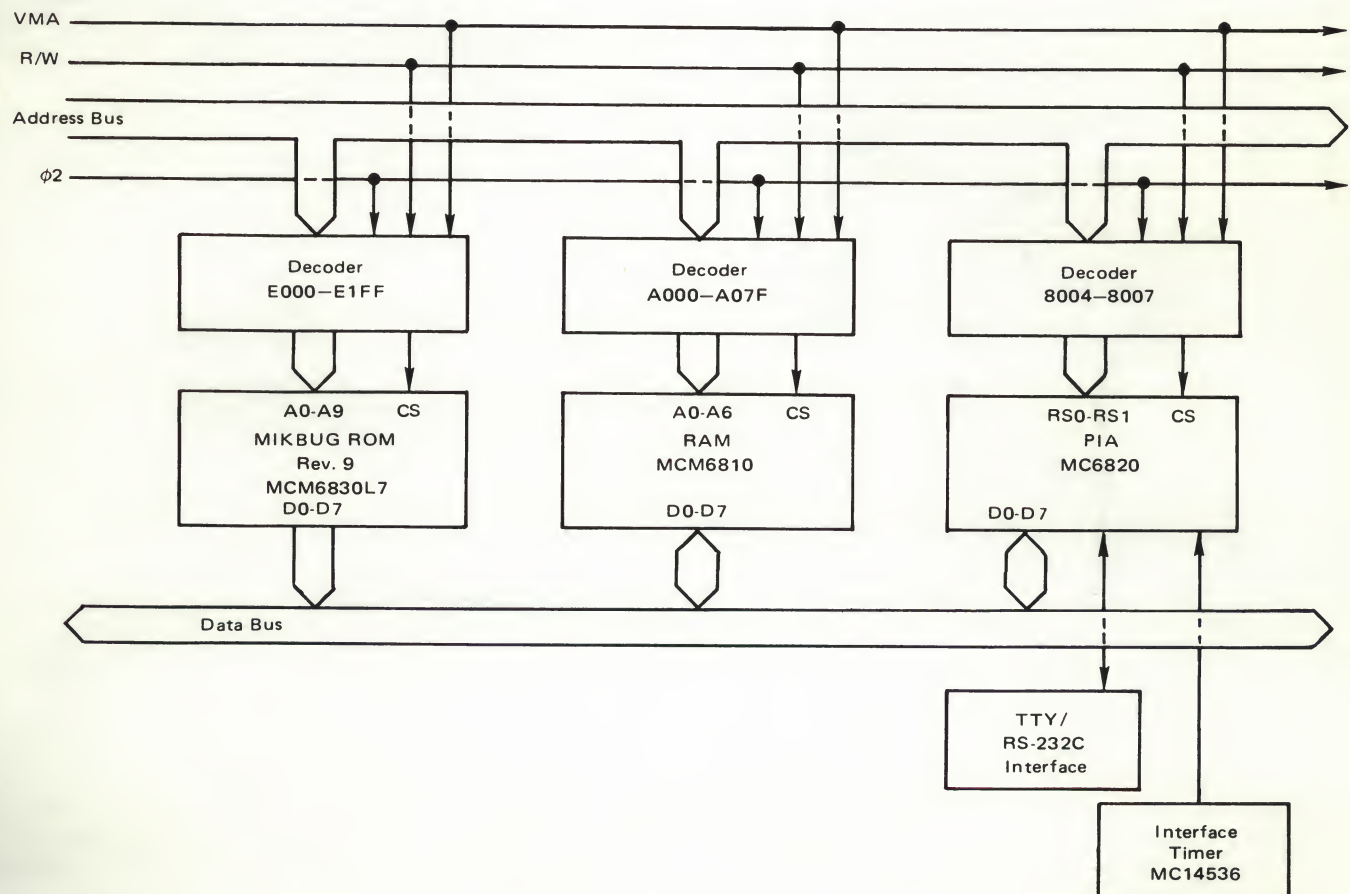 VMA
R/W
Address Bus
ϕ2
Decoder
E000—E1FF
Decoder
A000—A07F
Decoder
8004—8007
A0-A9 CS
MIKBUG ROM
Rev. 9
MCM6830L7
D0-D7
A0-A6 CS
RAM
MCM6810
D0-D7
RS0-RS1 CS
PIA
MC6820
D0-D7
Data Bus
TTY/
RS-232C
Interface
Interface
Timer
MC14536